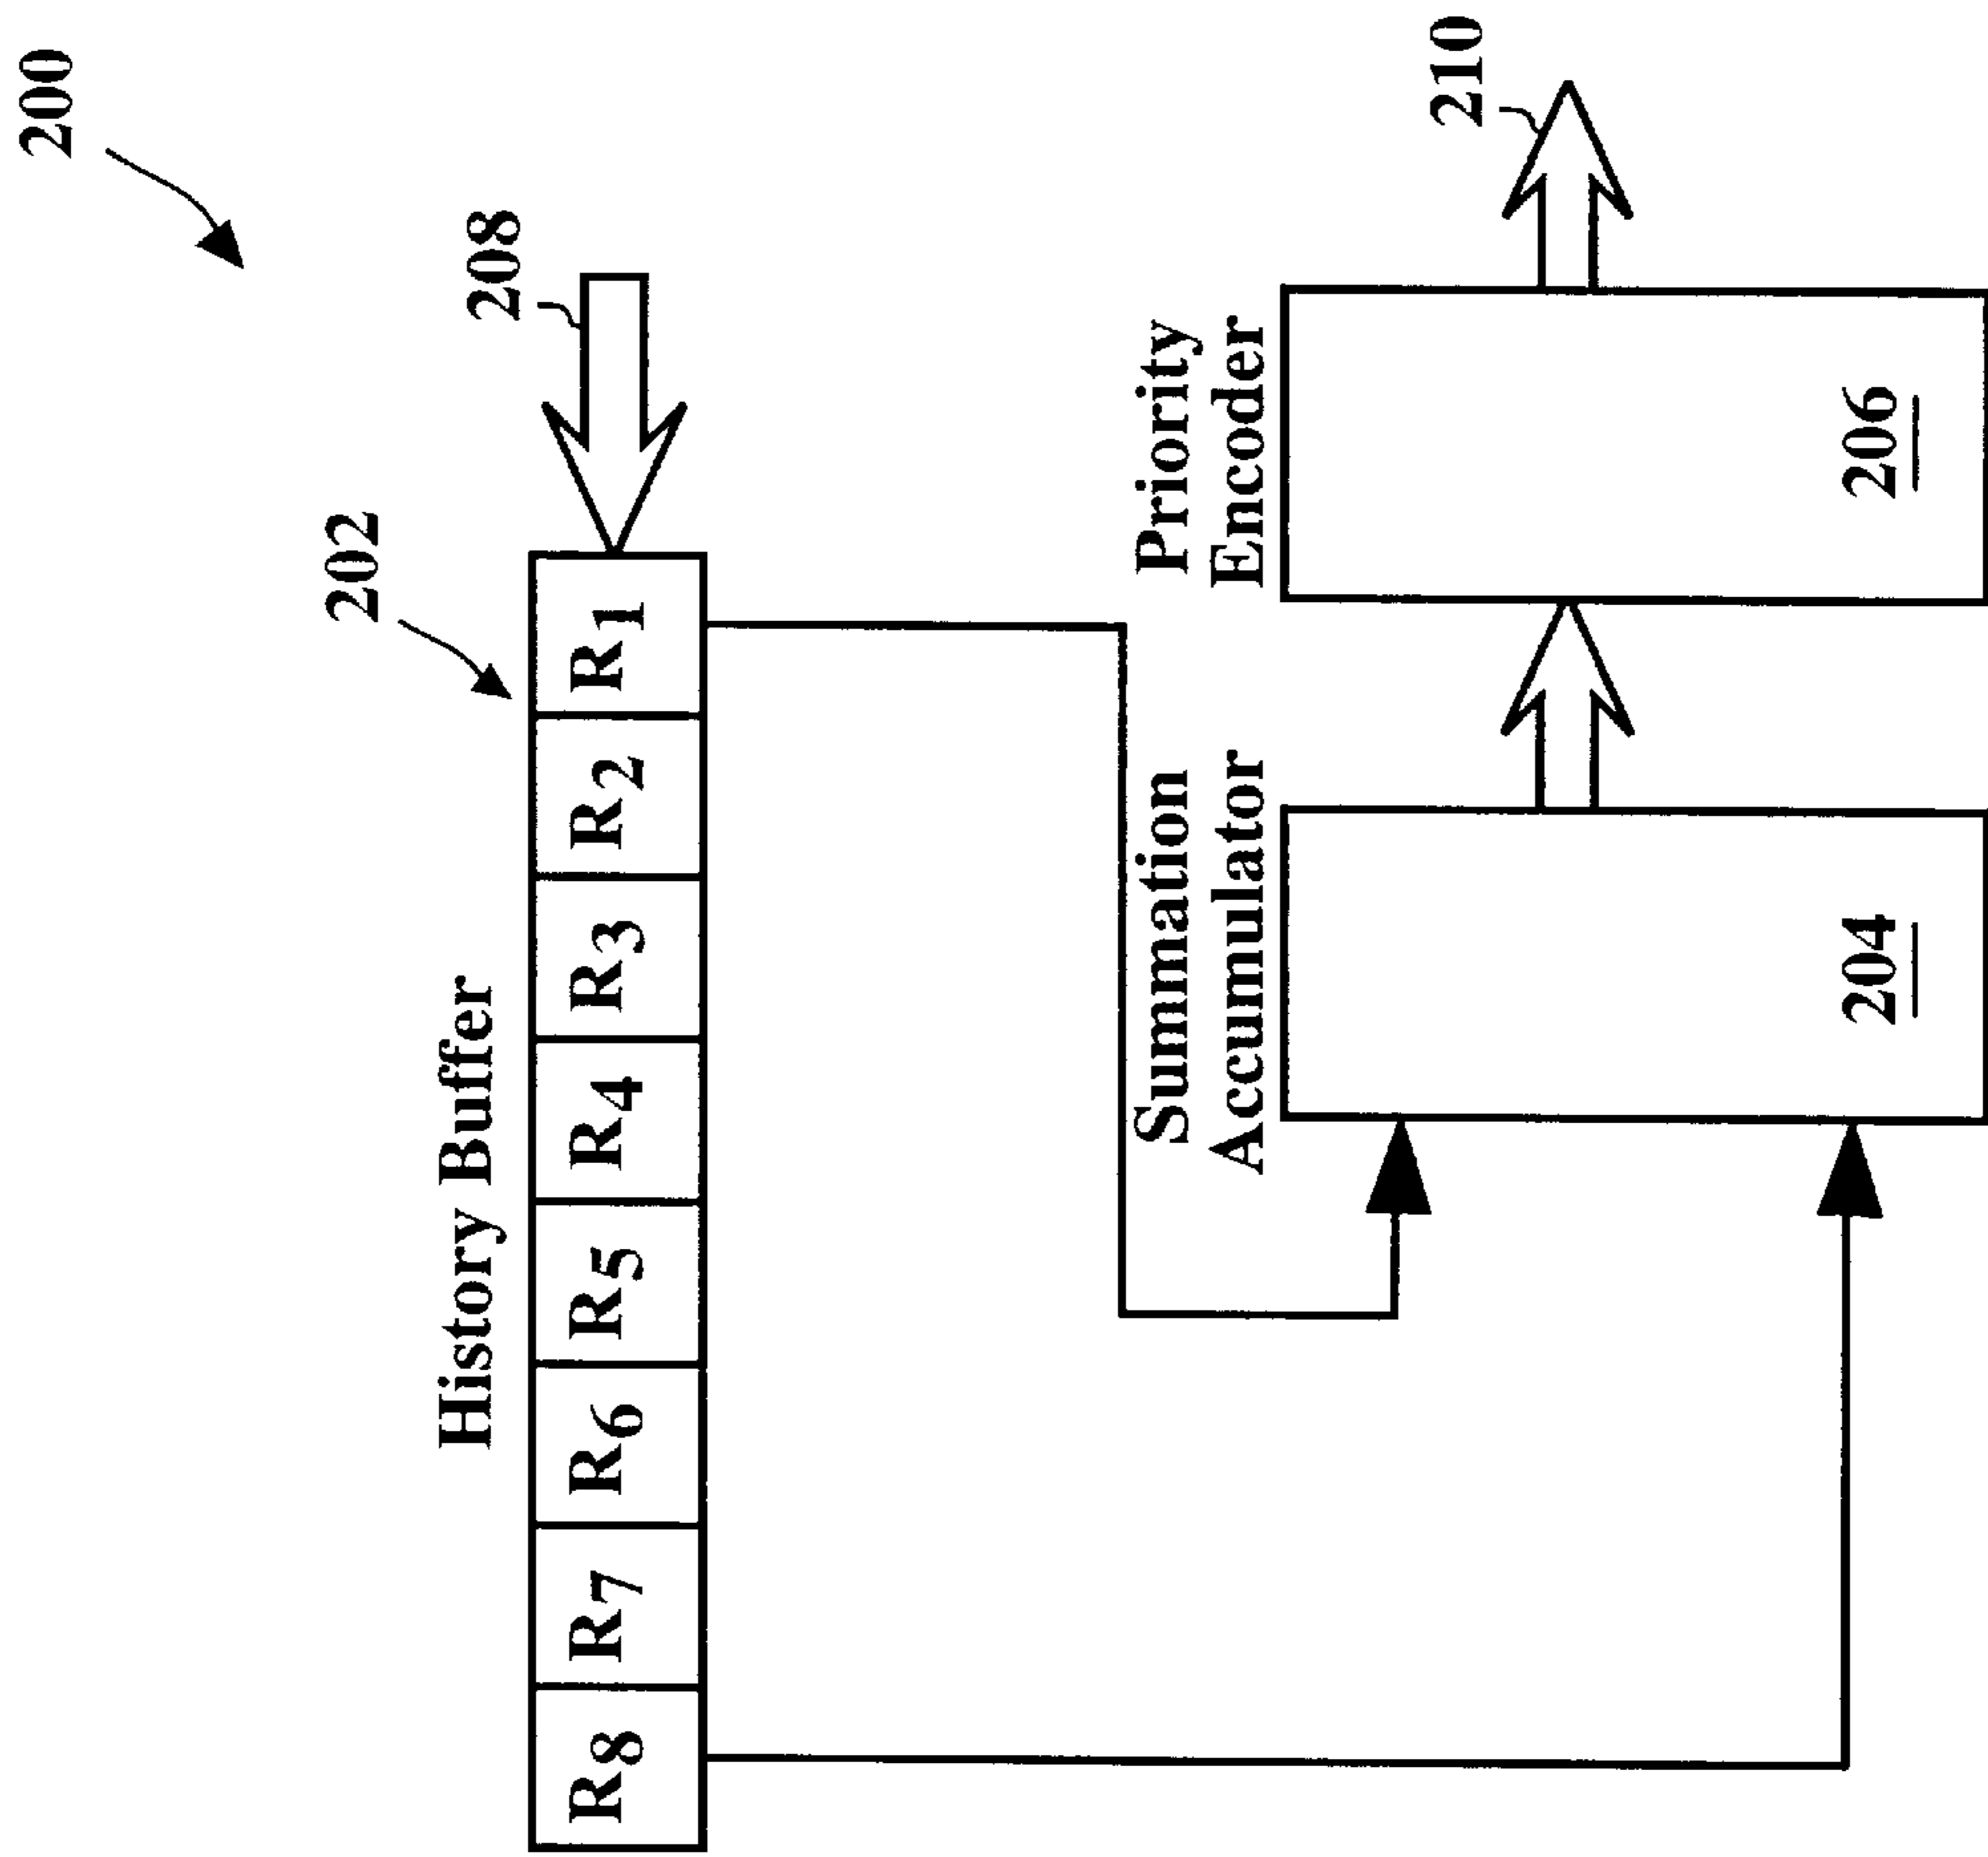 200
202
208
History Buffer
R8 R7 R6 R5 R4 R3 R2 R1
Summation
Accumulator
204
Priority
Encoder
206
210